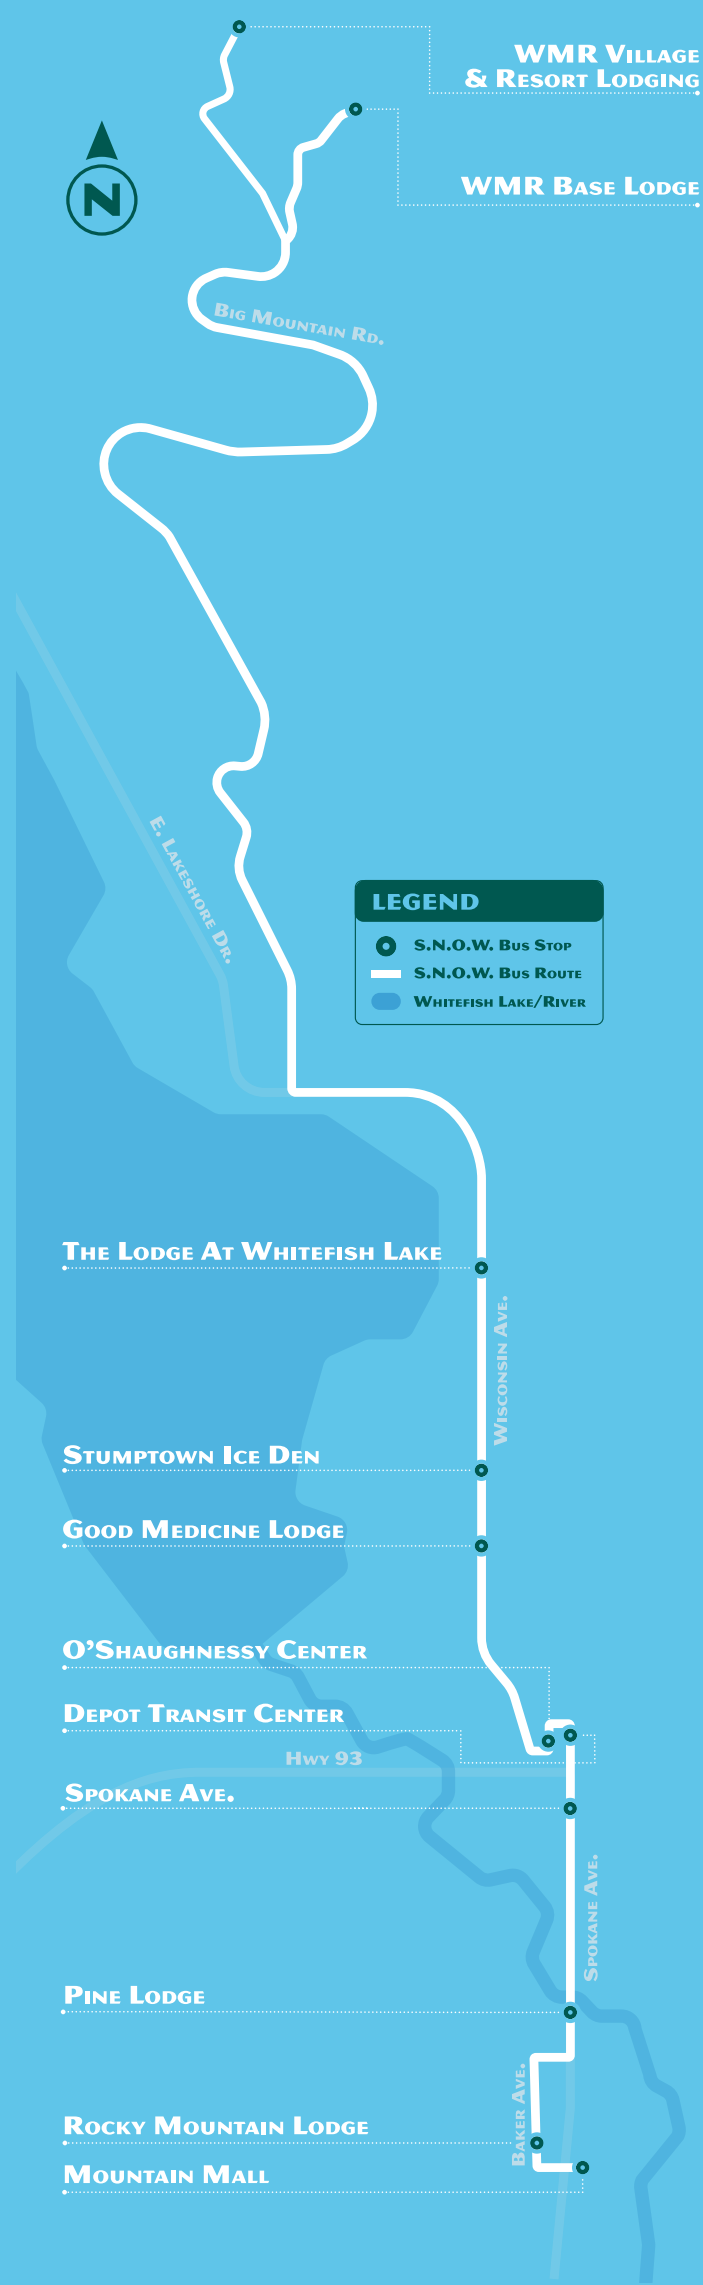 WMR Village
& Resort Lodging
WMR Base Lodge
N
Big Mountain Rd.
E. Lakeshore Dr.
LEGEND
S.N.O.W. Bus Stop
S.N.O.W. Bus Route
Whitefish Lake/River
The Lodge At Whitefish Lake
Wisconsin Ave.
Stumptown Ice Den
Good Medicine Lodge
O’Shaughnessy Center
Depot Transit Center
Hwy 93
Spokane Ave.
Spokane Ave.
Pine Lodge
Baker Ave.
Rocky Mountain Lodge
Mountain Mall